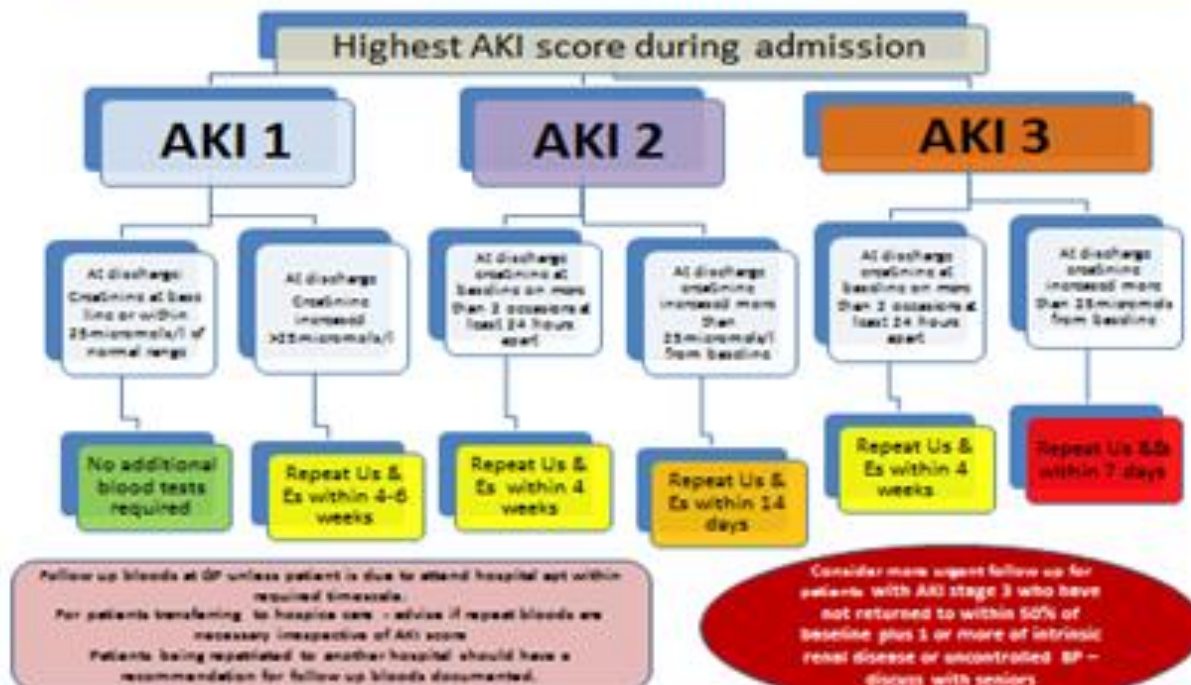 Highest AKI score during admission
AKI 1
AKI 2
AKI 3
At discharge:
Creatinine at base
line or within
25micromols/l of
normal range
At discharge
Creatinine
increased
>25micromols/l
At discharge
creatinine at
baseline on more
than 2 occasions at
least 24 hours
apart
At discharge
creatinine
increased more
than
25micromols/l
from baseline
At discharge
creatinine at
baseline on more
than 2 occasions at
least 24 hours
apart
At discharge
creatinine
increased more
than 25micromols
from baseline
No additional
blood tests
required
Repeat Us &
Es within 4-6
weeks
Repeat Us &
Es within 4
weeks
Repeat Us &
Es within 14
days
Repeat Us &
Es within 4
weeks
Repeat Us &Es
within 7 days
Follow up bloods at GP unless patient is due to attend hospital apt within
required timescale.
For patients transferring to hospice care - advise if repeat bloods are
necessary irrespective of AKI score
Patients being repatriated to another hospital should have a
recommendation for follow up bloods documented.
Consider more urgent follow up for
patients with AKI stage 3 who have
not returned to within 50% of
baseline plus 1 or more of intrinsic
renal disease or uncontrolled BP –
discuss with seniors